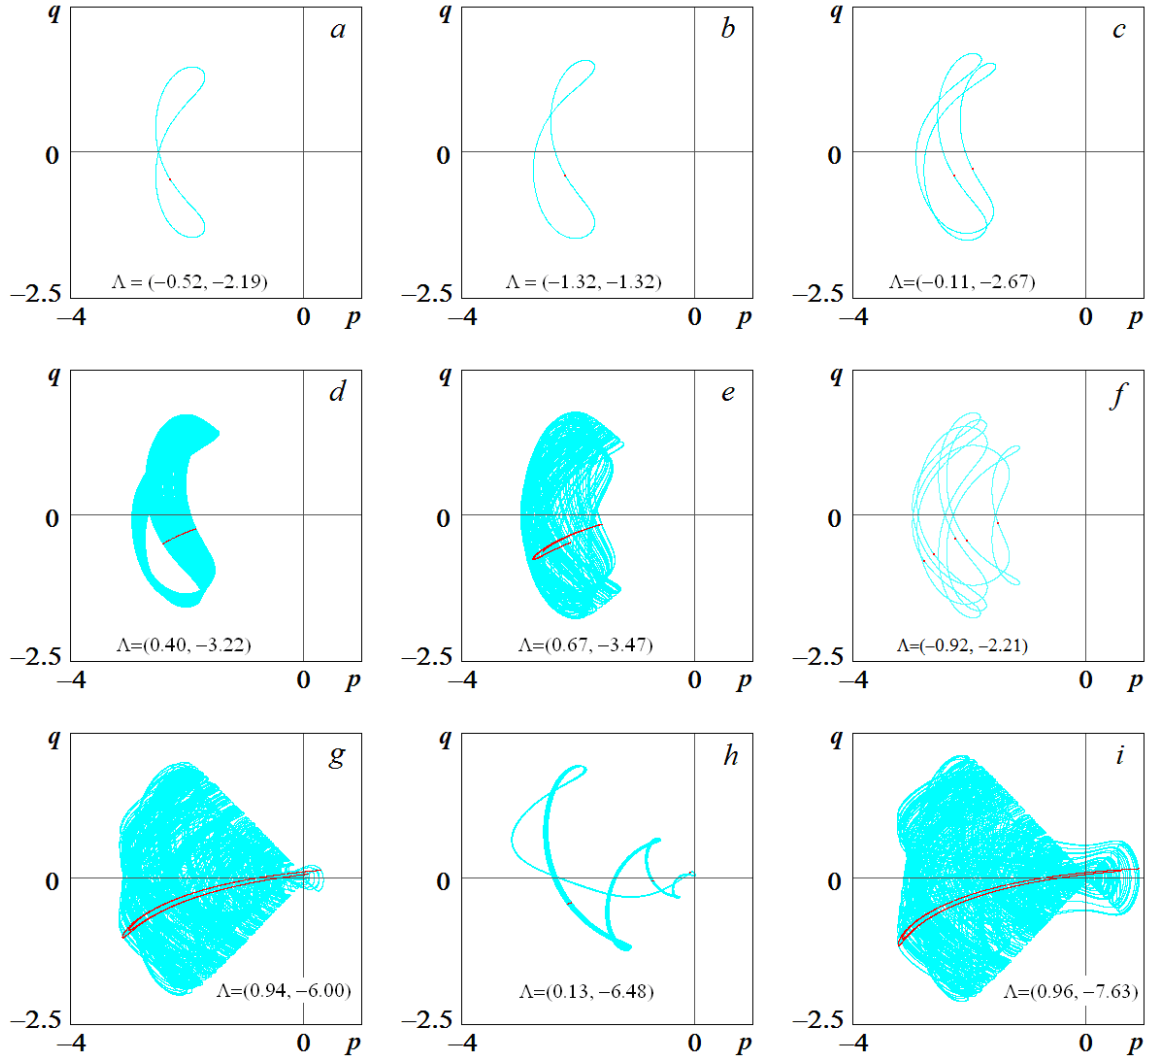 q a q b q c
0 0 0
Λ = (−0.52, −2.19) Λ = (−1.32, −1.32) Λ=(−0.11, −2.67)
−2.5 −2.5 −2.5
−4 0 p −4 0 p −4 0 p
q d q e q f
0 0 0
Λ=(0.40, −3.22) Λ=(0.67, −3.47) Λ=(−0.92, −2.21)
−2.5 −2.5 −2.5
−4 0 p −4 0 p −4 0 p
q g q h q i
0 0 0
Λ=(0.94, −6.00) Λ=(0.13, −6.48) Λ=(0.96, −7.63)
−2.5 −2.5 −2.5
−4 0 p −4 0 p −4 0 p